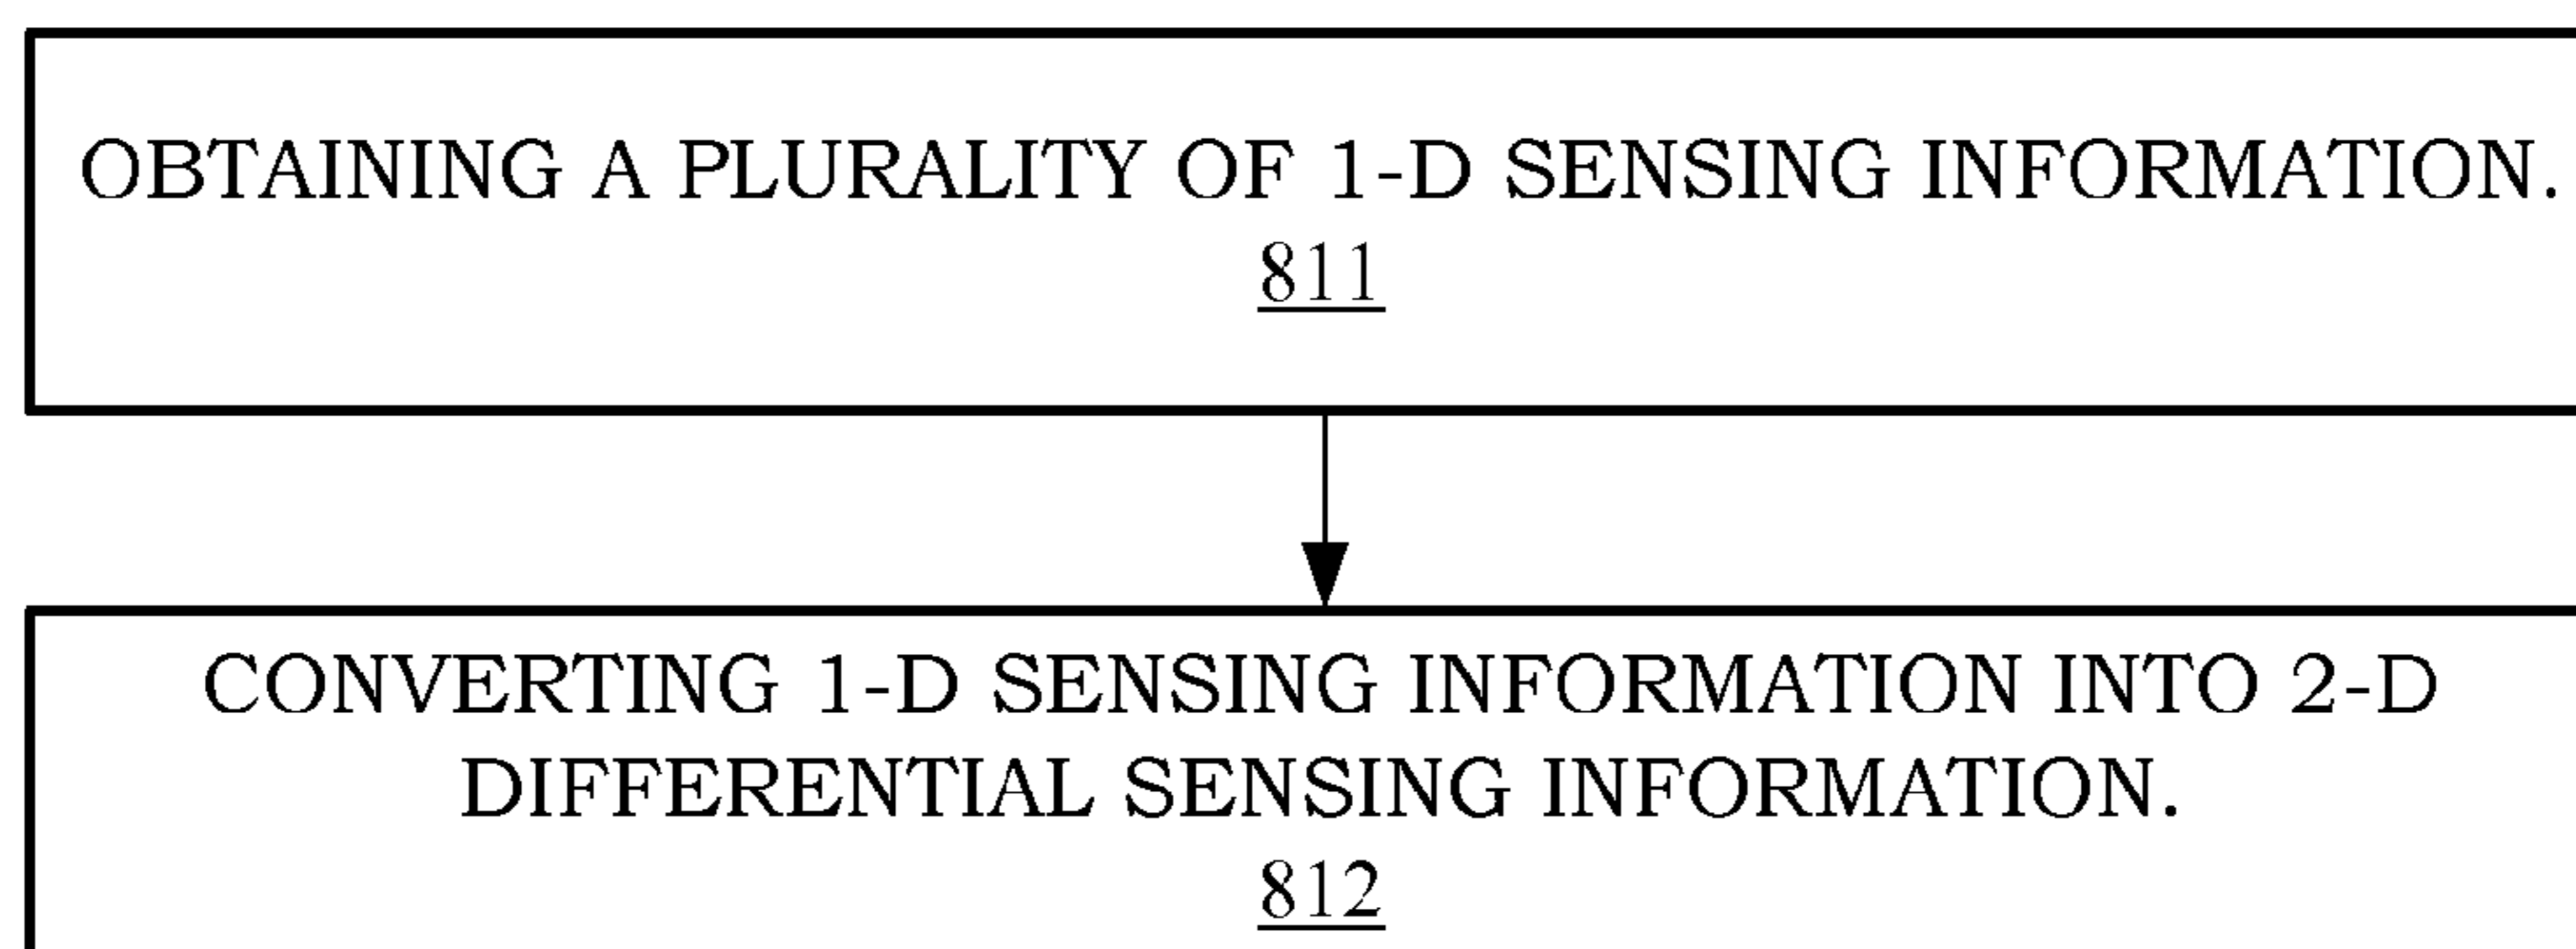 OBTAINING A PLURALITY OF 1-D SENSING INFORMATION.
811
CONVERTING 1-D SENSING INFORMATION INTO 2-D
DIFFERENTIAL SENSING INFORMATION.
812